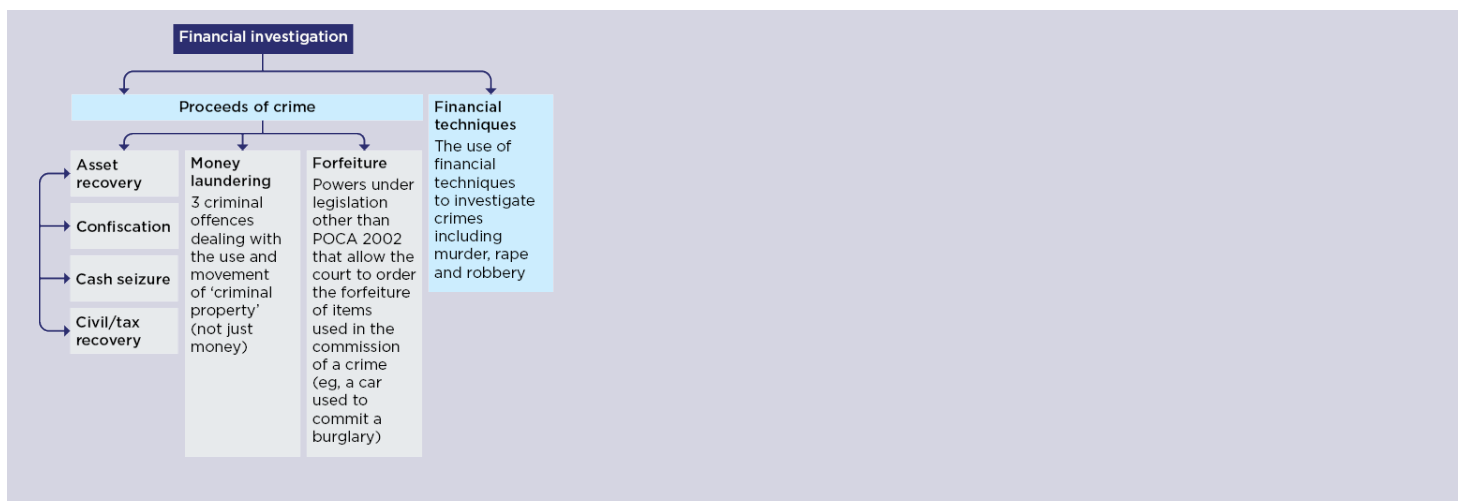 Financial investigation
Proceeds of crime
Asset
recovery
Confiscation
Cash seizure
Civil/tax
recovery
Money
laundering
3 criminal
offences
dealing with
the use and
movement
of ‘criminal
property’
(not just
money)
Forfeiture
Powers under
legislation
other than
POCA 2002
that allow the
court to order
the forfeiture
of items
used in the
commission
of a crime
(eg, a car
used to
commit a
burglary)
Financial
techniques
The use of
financial
techniques
to investigate
crimes
including
murder, rape
and robbery